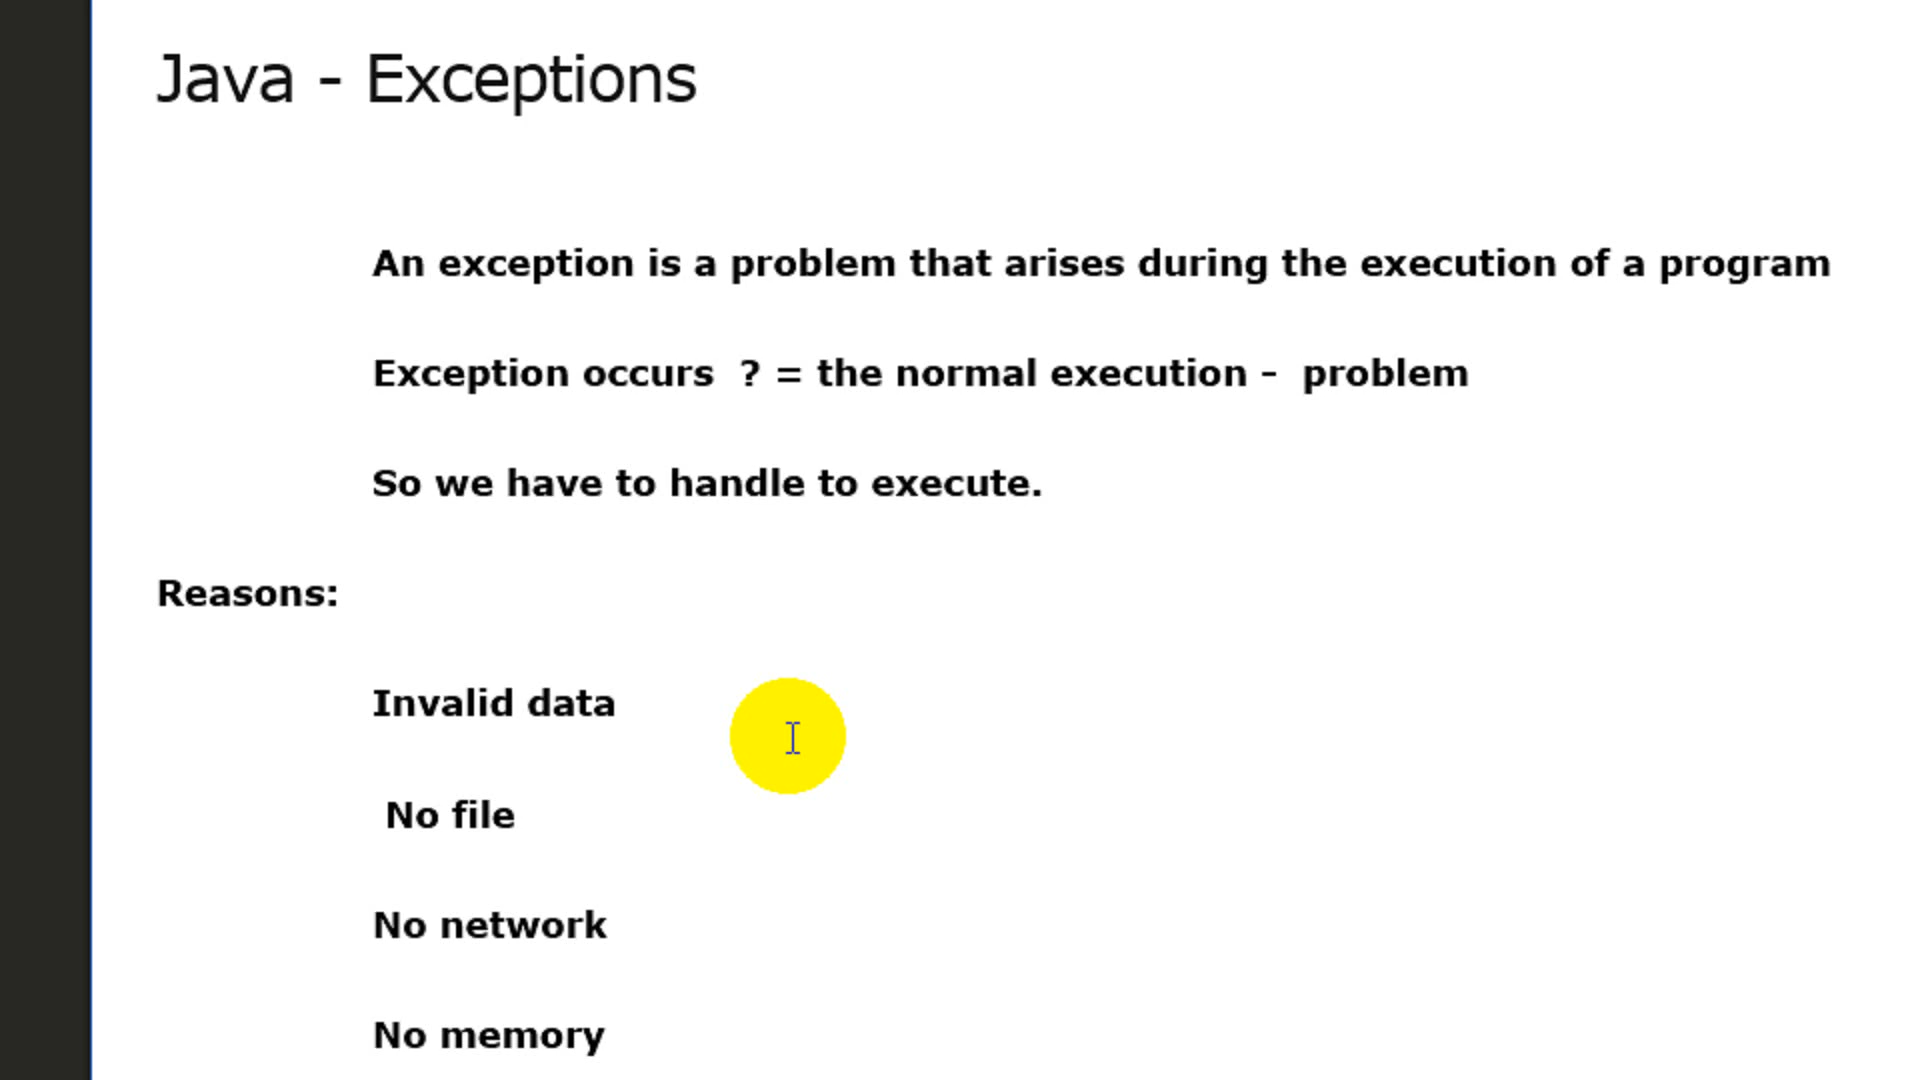 Java - Exceptions
An exception is a problem that arises during the execution of a program
Exception occurs  ? = the normal execution -  problem
So we have to handle to execute.
Reasons:
Invalid data
No file
No network
No memory